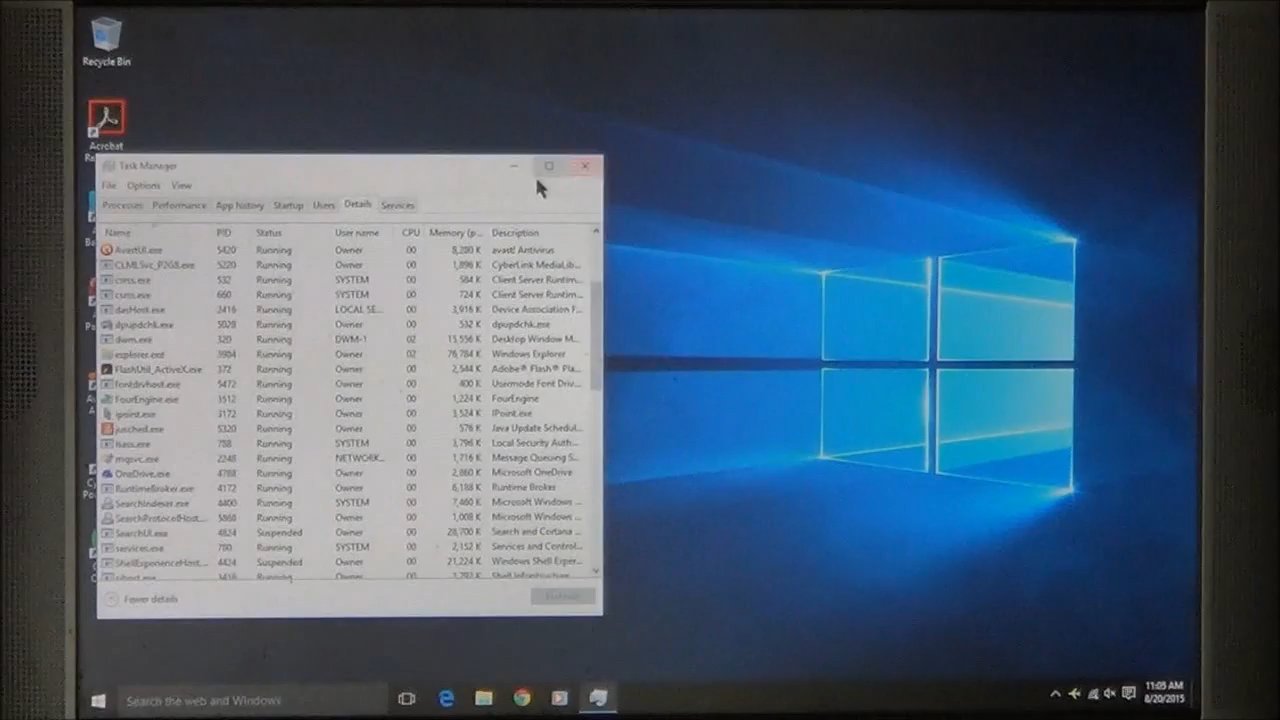 Recycle Bin
Acrobat
Task Manager
File Options View
Processes Performance App history Startup Users Details Services
Name PID Status User name CPU Memory (p... Description
AvastUI.exe 5420 Running Owner 00 8,280 K avast! Antivirus
CLMLSvc_P2G8.exe 5220 Running Owner 00 1,896 K CyberLink MediaLib...
csrss.exe 532 Running SYSTEM 00 584 K Client Server Runtim...
csrss.exe 660 Running SYSTEM 00 724 K Client Server Runtim...
dasHost.exe 2416 Running LOCAL SE... 00 3,916 K Device Association F...
dpupdchk.exe 5028 Running Owner 00 532 K dpupdchk.exe
dwm.exe 320 Running DWM-1 02 15,556 K Desktop Window M...
explorer.exe 3904 Running Owner 02 76,784 K Windows Explorer
FlashUtil_ActiveX.exe 372 Running Owner 00 2,544 K Adobe® Flash® Pla...
fontdrvhost.exe 5472 Running Owner 00 400 K Usermode Font Driv...
FourEngine.exe 3512 Running Owner 00 1,224 K FourEngine
ipoint.exe 3172 Running Owner 00 3,524 K IPoint.exe
jusched.exe 5320 Running Owner 00 576 K Java Update Schedul...
lsass.exe 788 Running SYSTEM 00 3,796 K Local Security Auth...
mqsvc.exe 2248 Running NETWORK... 00 1,716 K Message Queuing S...
OneDrive.exe 4788 Running Owner 00 2,860 K Microsoft OneDrive
RuntimeBroker.exe 4172 Running Owner 00 6,188 K Runtime Broker
SearchIndexer.exe 4400 Running SYSTEM 00 7,460 K Microsoft Windows ...
SearchProtocolHost... 5868 Running Owner 00 1,008 K Microsoft Windows ...
SearchUI.exe 4824 Suspended Owner 00 28,700 K Search and Cortana ...
services.exe 780 Running SYSTEM 00 2,152 K Services and Control...
ShellExperienceHost... 4424 Suspended Owner 00 21,224 K Windows Shell Exper...
sihost.exe Running Owner 00 Shell Infrastructure...
Fewer details
Search the web and Windows
11:05 AM
8/20/2015